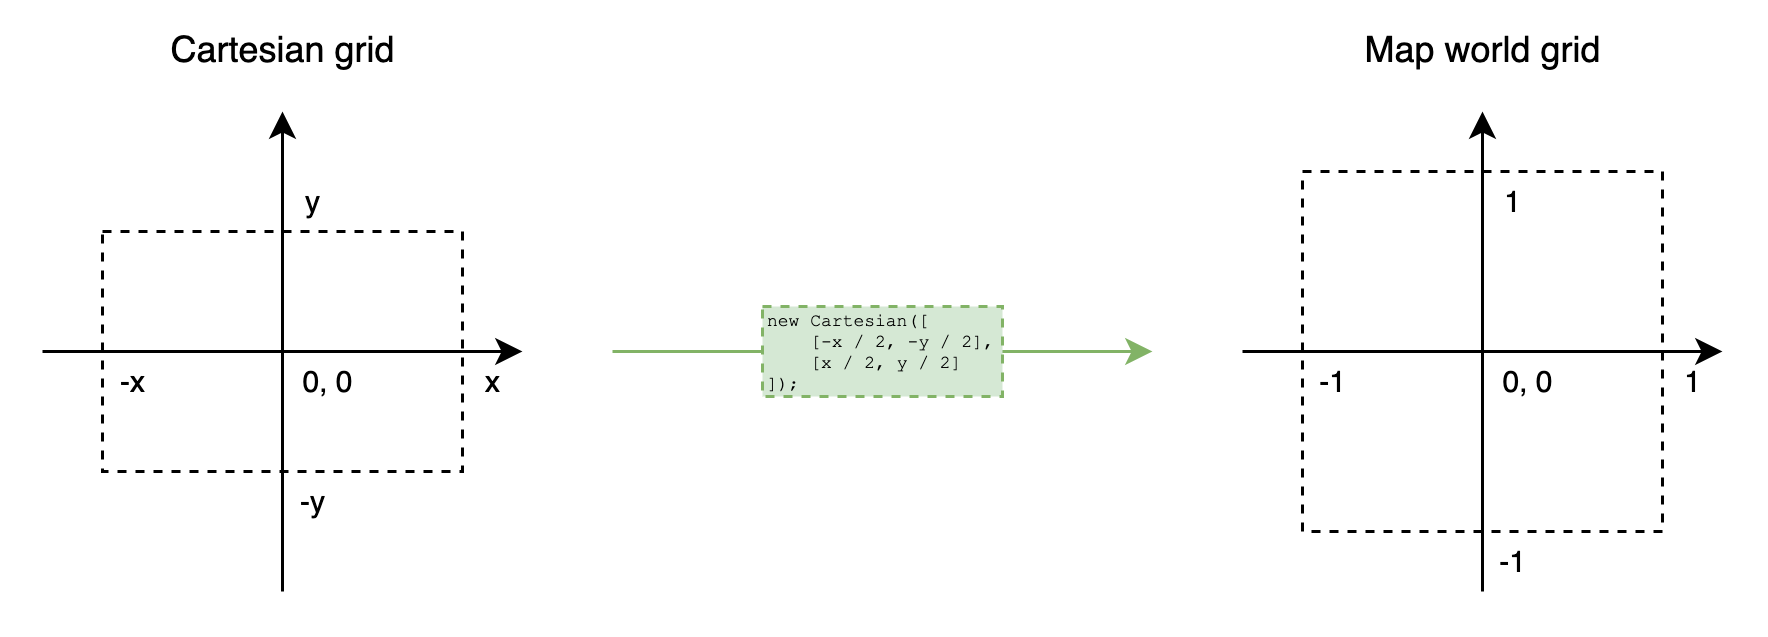 Cartesian grid
Map world grid
y
-x
0, 0
x
-y
new Cartesian([
[-x / 2, -y / 2],
[x / 2, y / 2]
]);
1
-1
0, 0
1
-1